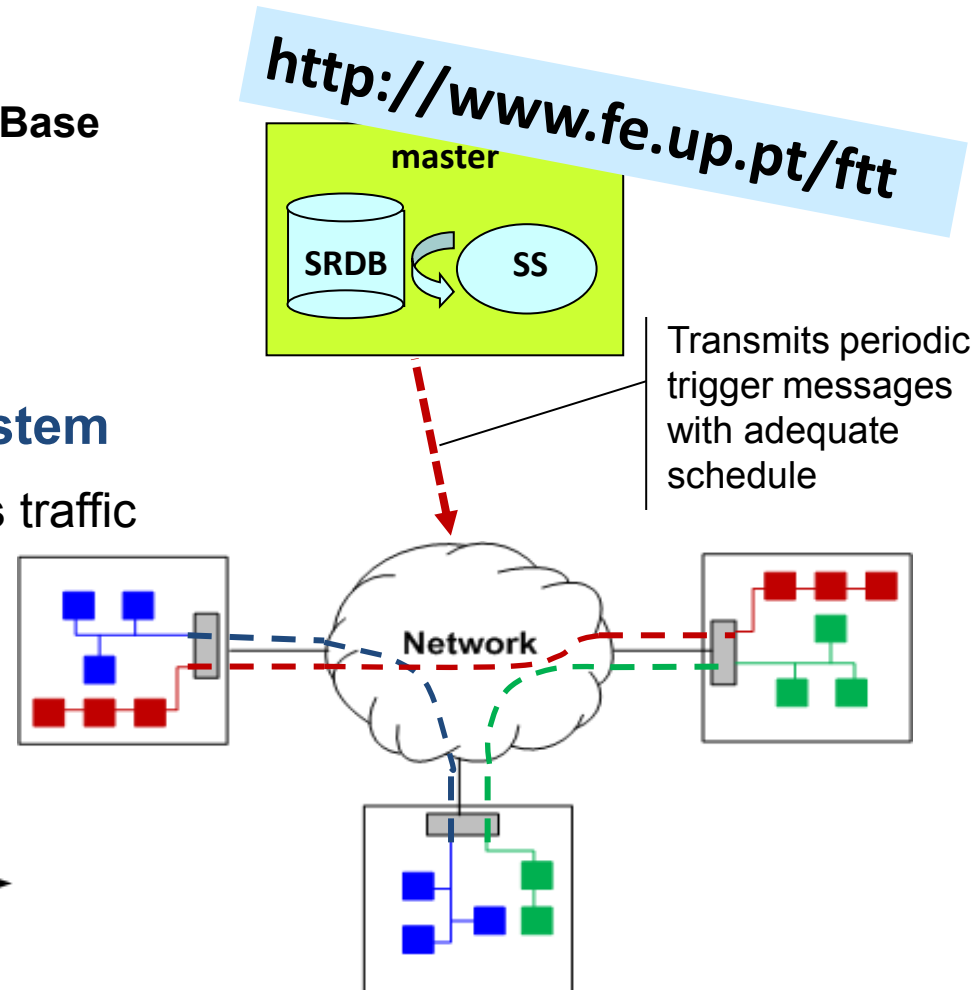 http://www.fe.up.pt/ftt
Base
master
SRDB
SS
Transmits periodic
trigger messages
with adequate
schedule
stem
s traffic
Network